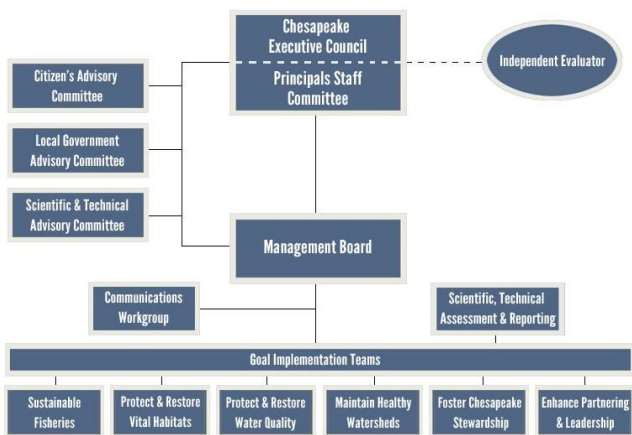 Chesapeake
Executive Council
Principals Staff
Committee
Independent Evaluator
Citizen's Advisory
Committee
Local Government
Advisory Committee
Scientific & Technical
Advisory Committee
Management Board
Communications
Workgroup
Scientific, Technical
Assessment & Reporting
Goal Implementation Teams
Sustainable
Fisheries
Protect & Restore
Vital Habitats
Protect & Restore
Water Quality
Maintain Healthy
Watersheds
Foster Chesapeake
Stewardship
Enhance Partnering
& Leadership